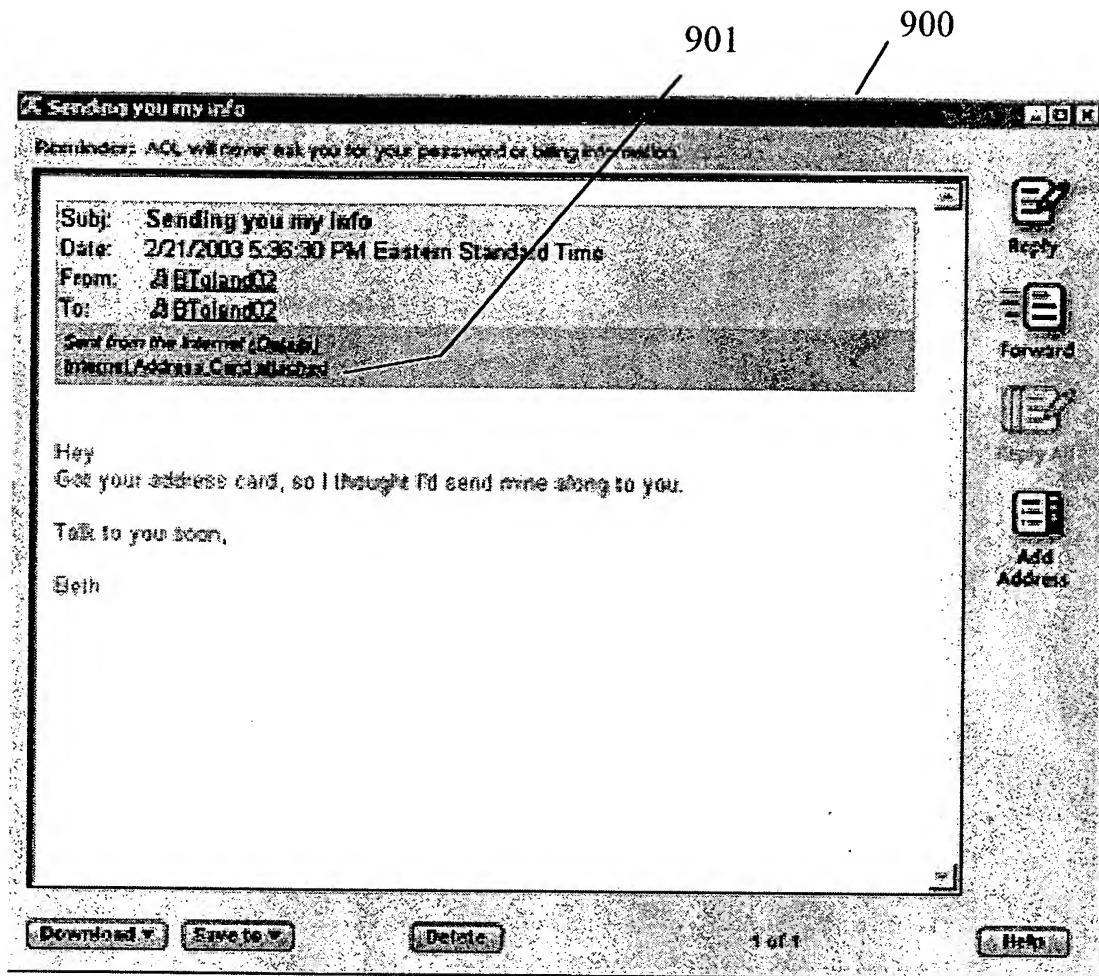 901
900
Sending you my info
Reminder: AOL will never ask you for your password or billing information.
Subj: Sending you my info
Date: 2/21/2003 5:36:30 PM Eastern Standard Time
From: BToland02
To: BToland02
Sent from the Internet (Details)
Internet Address Card attached
Reply
Forward
Reply All
Add
Address
Hey
Got your address card, so I thought I'd send mine along to you.
Talk to you soon,
Beth
Download
Save to
Delete
1 of 1
Help